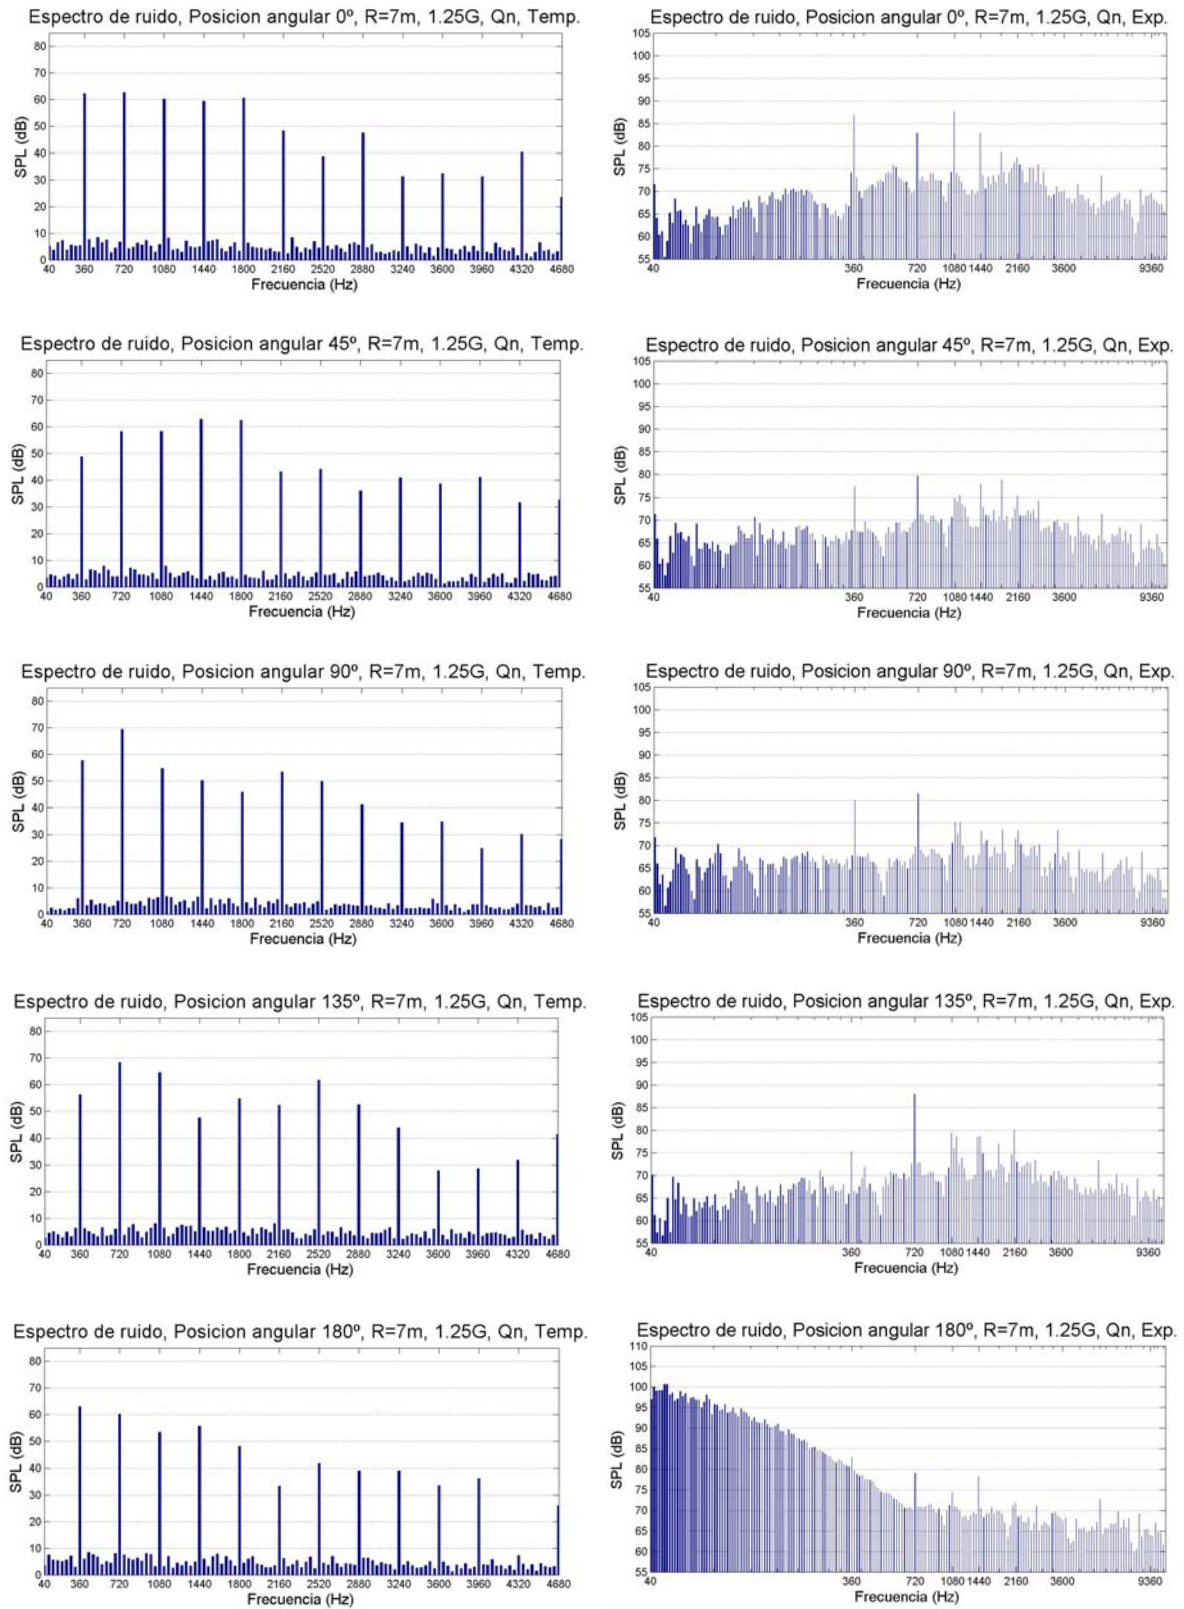 Espectro de ruido, Posicion angular 0º, R=7m, 1.25G, Qn, Temp.
SPL (dB)
80
70
60
50
40
30
20
10
0
40 360 720 1080 1440 1800 2160 2520 2880 3240 3600 3960 4320 4680
Frecuencia (Hz)
Espectro de ruido, Posicion angular 0º, R=7m, 1.25G, Qn, Exp.
SPL (dB)
105
100
95
90
85
80
75
70
65
60
55
40 360 720 1080 1440 2160 3600 9360
Frecuencia (Hz)
Espectro de ruido, Posicion angular 45º, R=7m, 1.25G, Qn, Temp.
SPL (dB)
80
70
60
50
40
30
20
10
0
40 360 720 1080 1440 1800 2160 2520 2880 3240 3600 3960 4320 4680
Frecuencia (Hz)
Espectro de ruido, Posicion angular 45º, R=7m, 1.25G, Qn, Exp.
SPL (dB)
105
100
95
90
85
80
75
70
65
60
55
40 360 720 1080 1440 2160 3600 9360
Frecuencia (Hz)
Espectro de ruido, Posicion angular 90º, R=7m, 1.25G, Qn, Temp.
SPL (dB)
80
70
60
50
40
30
20
10
0
40 360 720 1080 1440 1800 2160 2520 2880 3240 3600 3960 4320 4680
Frecuencia (Hz)
Espectro de ruido, Posicion angular 90º, R=7m, 1.25G, Qn, Exp.
SPL (dB)
105
100
95
90
85
80
75
70
65
60
55
40 360 720 1080 1440 2160 3600 9360
Frecuencia (Hz)
Espectro de ruido, Posicion angular 135º, R=7m, 1.25G, Qn, Temp.
SPL (dB)
80
70
60
50
40
30
20
10
0
40 360 720 1080 1440 1800 2160 2520 2880 3240 3600 3960 4320 4680
Frecuencia (Hz)
Espectro de ruido, Posicion angular 135º, R=7m, 1.25G, Qn, Exp.
SPL (dB)
105
100
95
90
85
80
75
70
65
60
55
40 360 720 1080 1440 2160 3600 9360
Frecuencia (Hz)
Espectro de ruido, Posicion angular 180º, R=7m, 1.25G, Qn, Temp.
SPL (dB)
80
70
60
50
40
30
20
10
0
40 360 720 1080 1440 1800 2160 2520 2880 3240 3600 3960 4320 4680
Frecuencia (Hz)
Espectro de ruido, Posicion angular 180º, R=7m, 1.25G, Qn, Exp.
SPL (dB)
110
105
100
95
90
85
80
75
70
65
60
55
40 360 720 1080 1440 2160 3600 9360
Frecuencia (Hz)